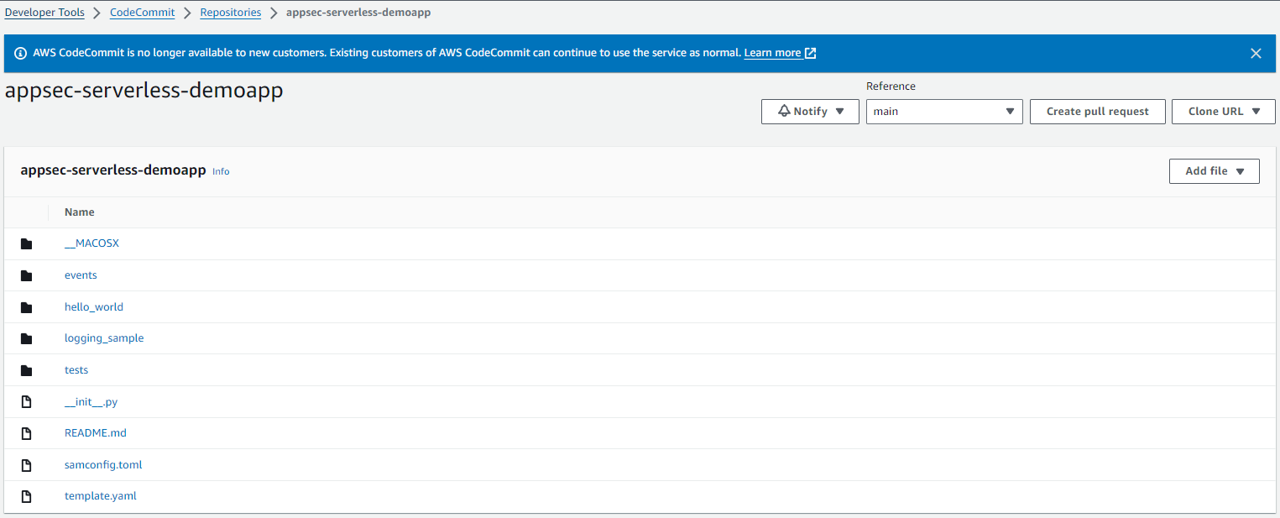 Developer Tools > CodeCommit > Repositories > appsec-serverless-demoapp
AWS CodeCommit is no longer available to new customers. Existing customers of AWS CodeCommit can continue to use the service as normal. Learn more
appsec-serverless-demoapp
Reference
Notify main Create pull request Clone URL
appsec-serverless-demoapp Info Add file
Name
__MACOSX
events
hello_world
logging_sample
tests
__init__.py
README.md
samconfig.toml
template.yaml